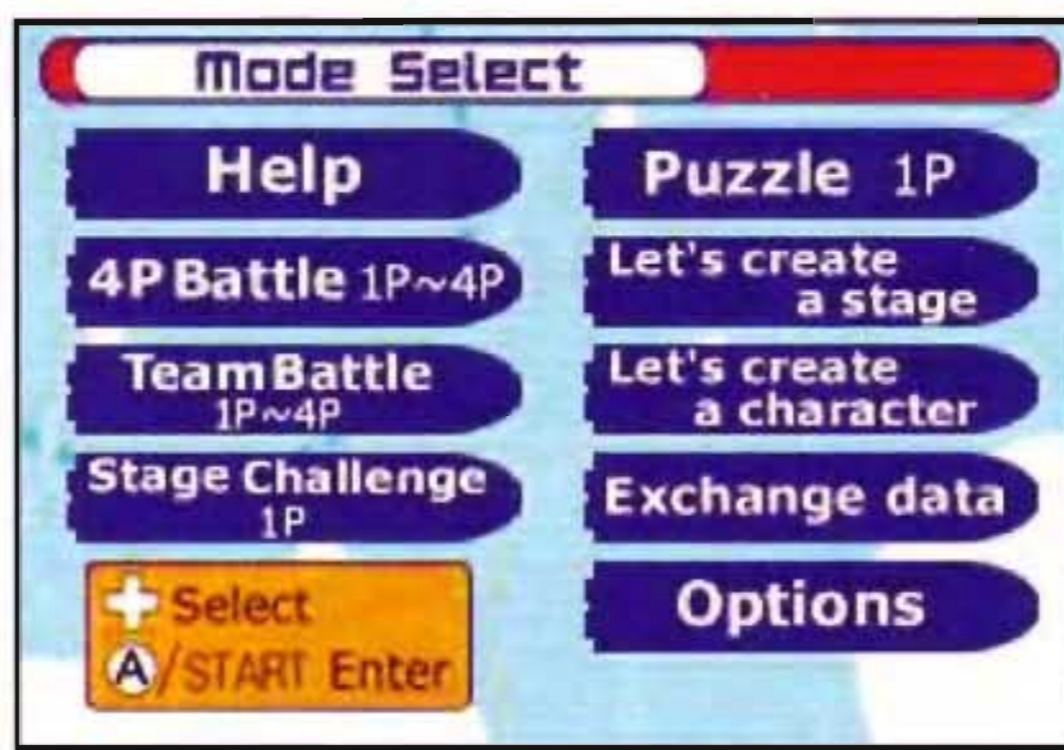 Mode Select
Help
4P Battle 1P~4P
Team Battle
1P~4P
Stage Challenge
1P
Puzzle 1P
Let's create
a stage
Let's create
a character
Exchange data
Options
Select
A/START Enter